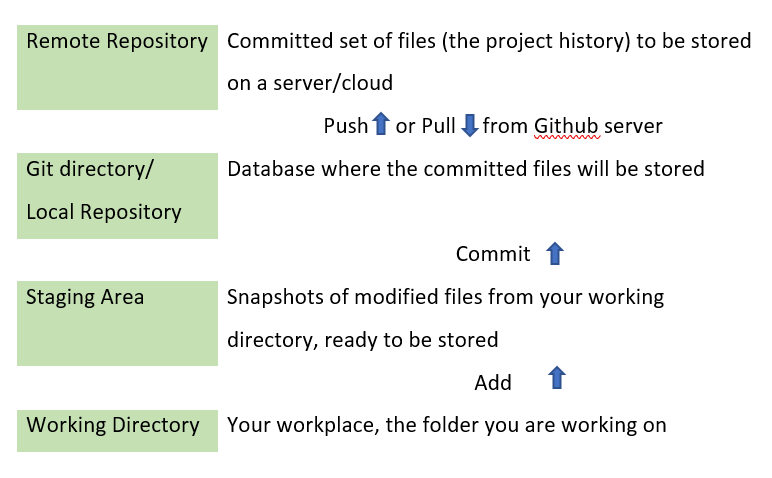 Remote Repository Committed set of files (the project history) to be stored
on a server/cloud
Push or Pull from Github server
Git directory/ Database where the committed files will be stored
Local Repository
Commit
Staging Area Snapshots of modified files from your working
directory, ready to be stored
Add
Working Directory Your workplace, the folder you are working on